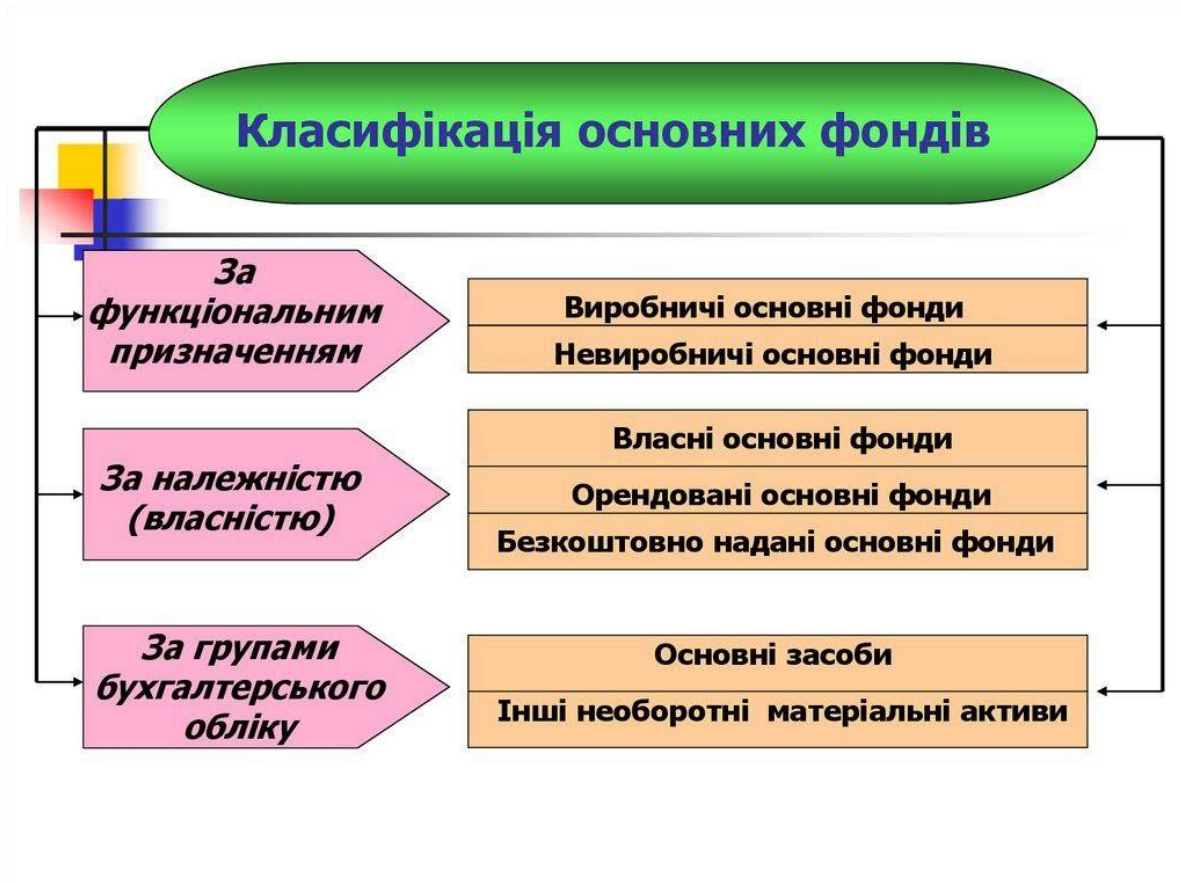 Класифікація основних фондів
За
функціональним
призначенням
Виробничі основні фонди
Невиробничі основні фонди
За належністю
(власністю)
Власні основні фонди
Орендовані основні фонди
Безкоштовно надані основні фонди
За групами
бухгалтерського
обліку
Основні засоби
Інші необоротні матеріальні активи